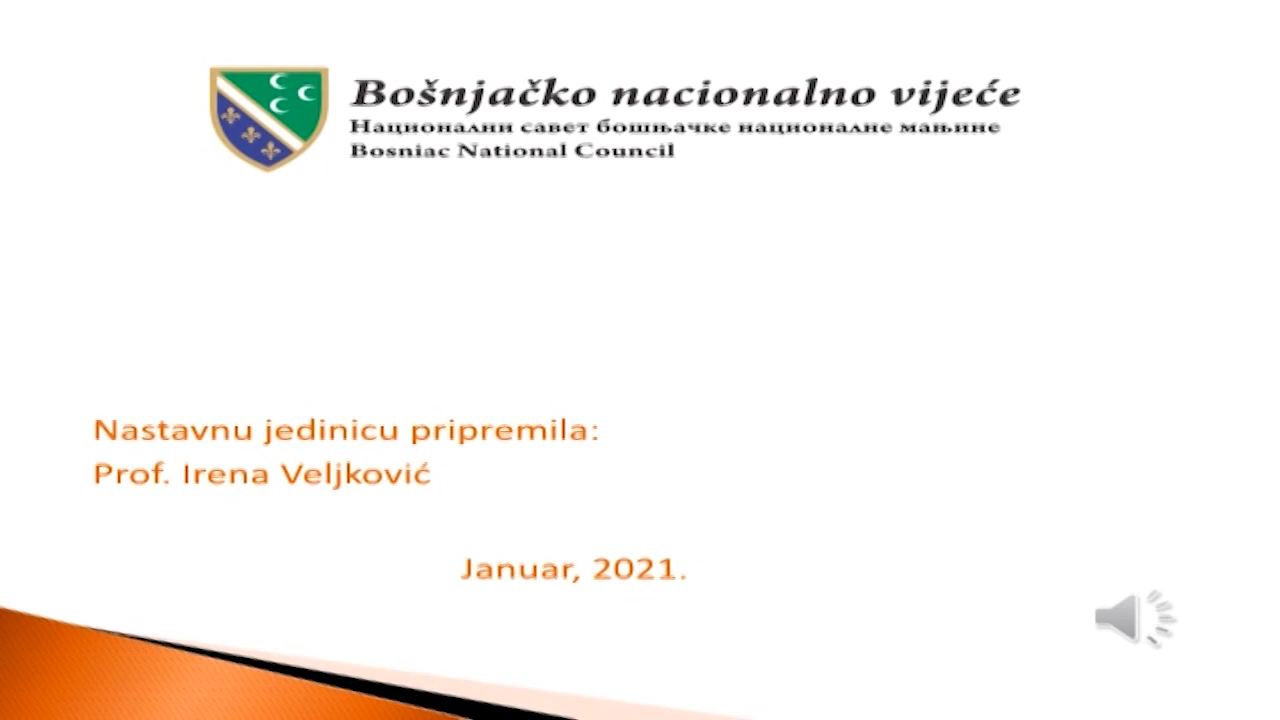 Bošnjačko nacionalno vijeće
Национални савет бошњачке националне мањине
Bosniac National Council
Nastavnu jedinicu pripremila:
Prof. Irena Veljković
Januar, 2021.